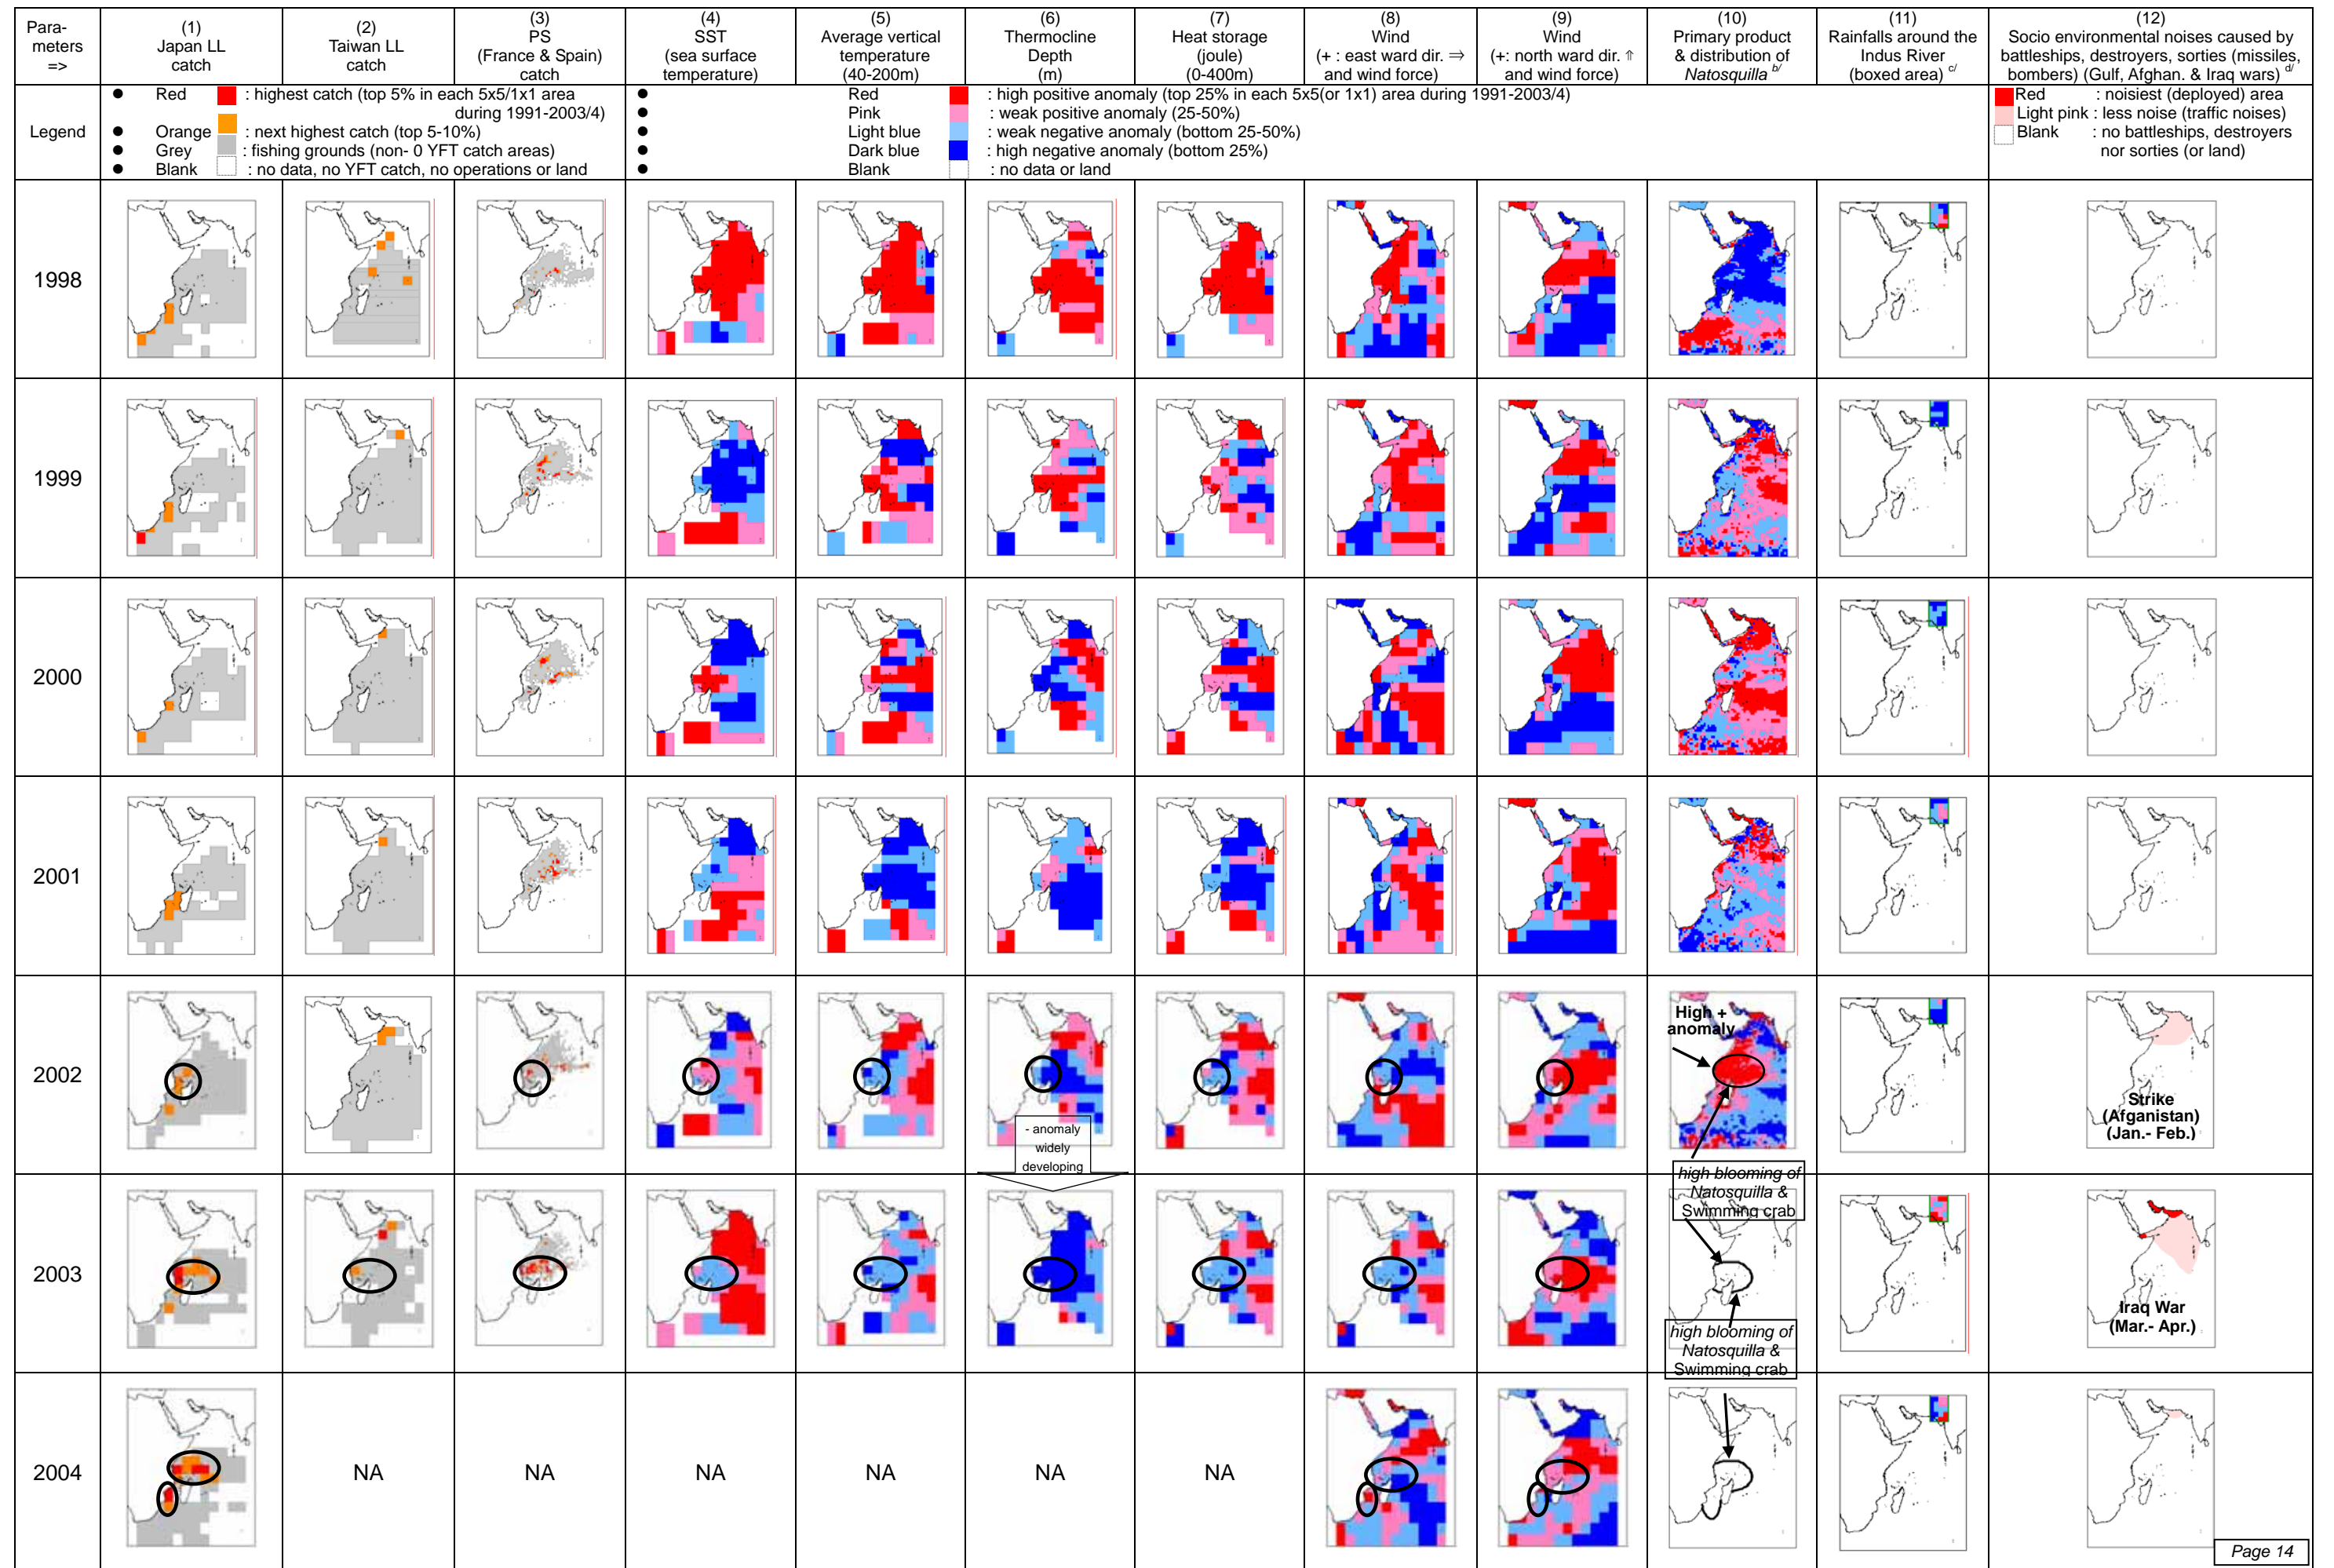 Para-
meters
=>
(1)
Japan LL
catch
(2)
Taiwan LL
catch
(3)
PS
(France & Spain)
catch
(4)
SST
(sea surface
temperature)
(5)
Average vertical
temperature
(40-200m)
(6)
Thermocline
Depth
(m)
(7)
Heat storage
(joule)
(0-400m)
(8)
Wind
(+ : east ward dir. ⇒
and wind force)
(9)
Wind
(+: north ward dir. ⇑
and wind force)
(10)
Primary product
& distribution of
Natosquilla b/
(11)
Rainfalls around the
Indus River
(boxed area) c/
(12)
Socio environmental noises caused by
battleships, destroyers, sorties (missiles,
bombers) (Gulf, Afghan. & Iraq wars) d/
Legend
● Red : highest catch (top 5% in each 5x5/1x1 area
during 1991-2003/4)
● Orange : next highest catch (top 5-10%)
● Grey : fishing grounds (non- 0 YFT catch areas)
● Blank : no data, no YFT catch, no operations or land
● Red : high positive anomaly (top 25% in each 5x5(or 1x1) area during 1991-2003/4)
● Pink : weak positive anomaly (25-50%)
● Light blue : weak negative anomaly (bottom 25-50%)
● Dark blue : high negative anomaly (bottom 25%)
● Blank : no data or land
Red : noisiest (deployed) area
Light pink : less noise (traffic noises)
Blank : no battleships, destroyers
nor sorties (or land)
1998
1999
2000
2001
2002
- anomaly
widely
developing
High +
anomaly
Strike
(Afganistan)
(Jan.- Feb.)
2003
high blooming of
Natosquilla &
Swimming crab
Iraq War
(Mar.- Apr.)
high blooming of
Natosquilla &
Swimming crab
2004
NA
NA
NA
NA
NA
NA
Page 14